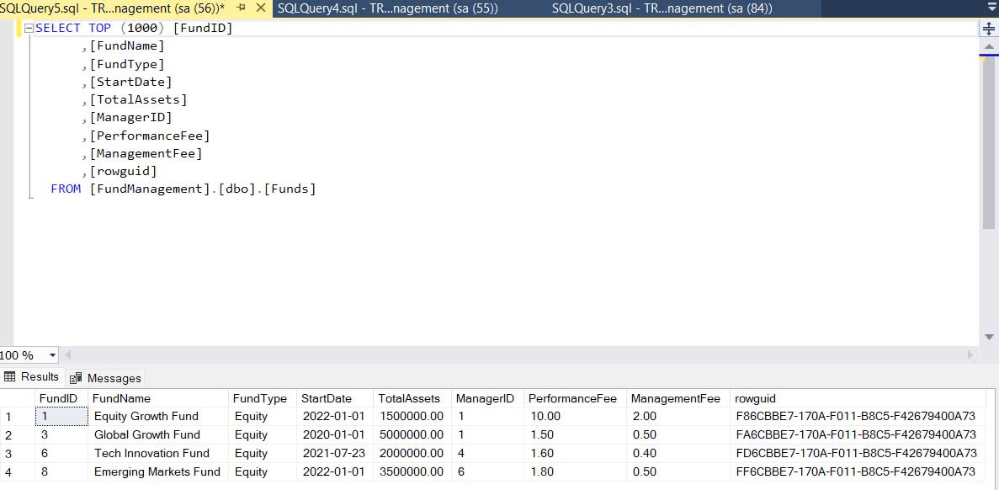 SQLQuery5.sql - TR...nagement (sa (56))* SQLQuery4.sql - TR...nagement (sa (55)) SQLQuery3.sql - TR...nagement (sa (84))
SELECT TOP (1000) [FundID]
,[FundName]
,[FundType]
,[StartDate]
,[TotalAssets]
,[ManagerID]
,[PerformanceFee]
,[ManagementFee]
,[rowguid]
FROM [FundManagement].[dbo].[Funds]
100 %
Results Messages
FundID FundName FundType StartDate TotalAssets ManagerID PerformanceFee ManagementFee rowguid
1 1 Equity Growth Fund Equity 2022-01-01 1500000.00 1 10.00 2.00 F86CBBE7-170A-F011-B8C5-F42679400A73
2 3 Global Growth Fund Equity 2020-01-01 5000000.00 1 1.50 0.50 FA6CBBE7-170A-F011-B8C5-F42679400A73
3 6 Tech Innovation Fund Equity 2021-07-23 2000000.00 4 1.60 0.40 FD6CBBE7-170A-F011-B8C5-F42679400A73
4 8 Emerging Markets Fund Equity 2022-01-01 3500000.00 6 1.80 0.50 FF6CBBE7-170A-F011-B8C5-F42679400A73